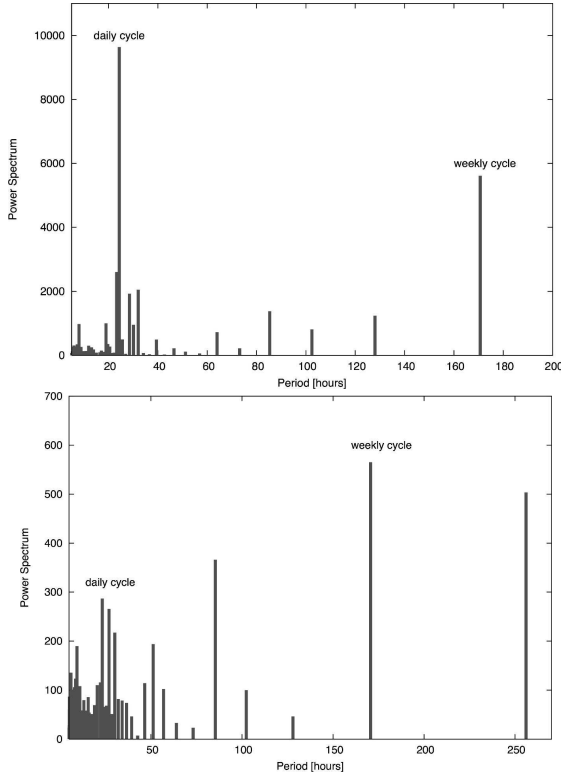 10000
8000
6000
4000
2000
0
Power Spectrum
daily cycle
weekly cycle
20 40 60 80 100 120 140 160 180 200
Period [hours]
700
600
500
400
300
200
100
0
Power Spectrum
weekly cycle
daily cycle
50 100 150 200 250
Period [hours]